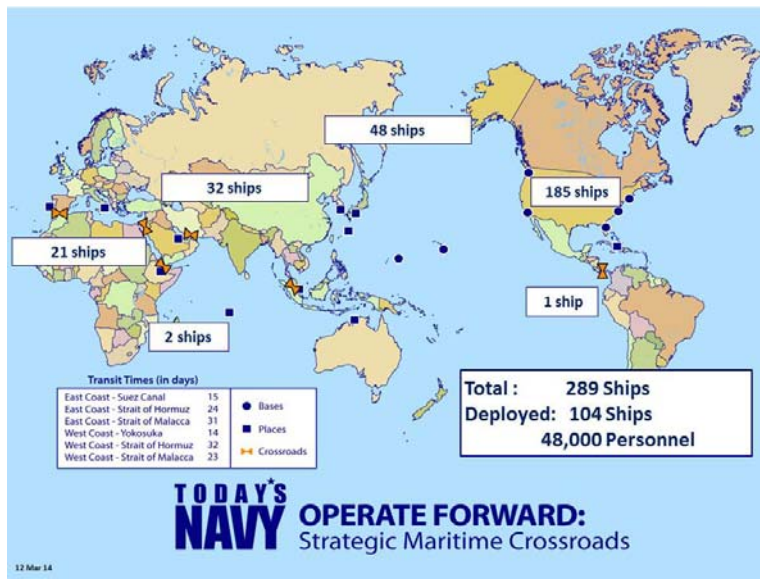 48 ships
32 ships
185 ships
21 ships
1 ship
2 ships
Transit Times (in days)
East Coast - Suez Canal 15
East Coast - Strait of Hormuz 24
East Coast - Strait of Malacca 31
West Coast - Yokosuka 14
West Coast - Strait of Hormuz 32
West Coast - Strait of Malacca 23
Bases
Places
Crossroads
Total : 289 Ships
Deployed: 104 Ships
48,000 Personnel
TODAY'S
NAVY
OPERATE FORWARD:
Strategic Maritime Crossroads
12 Mar 14